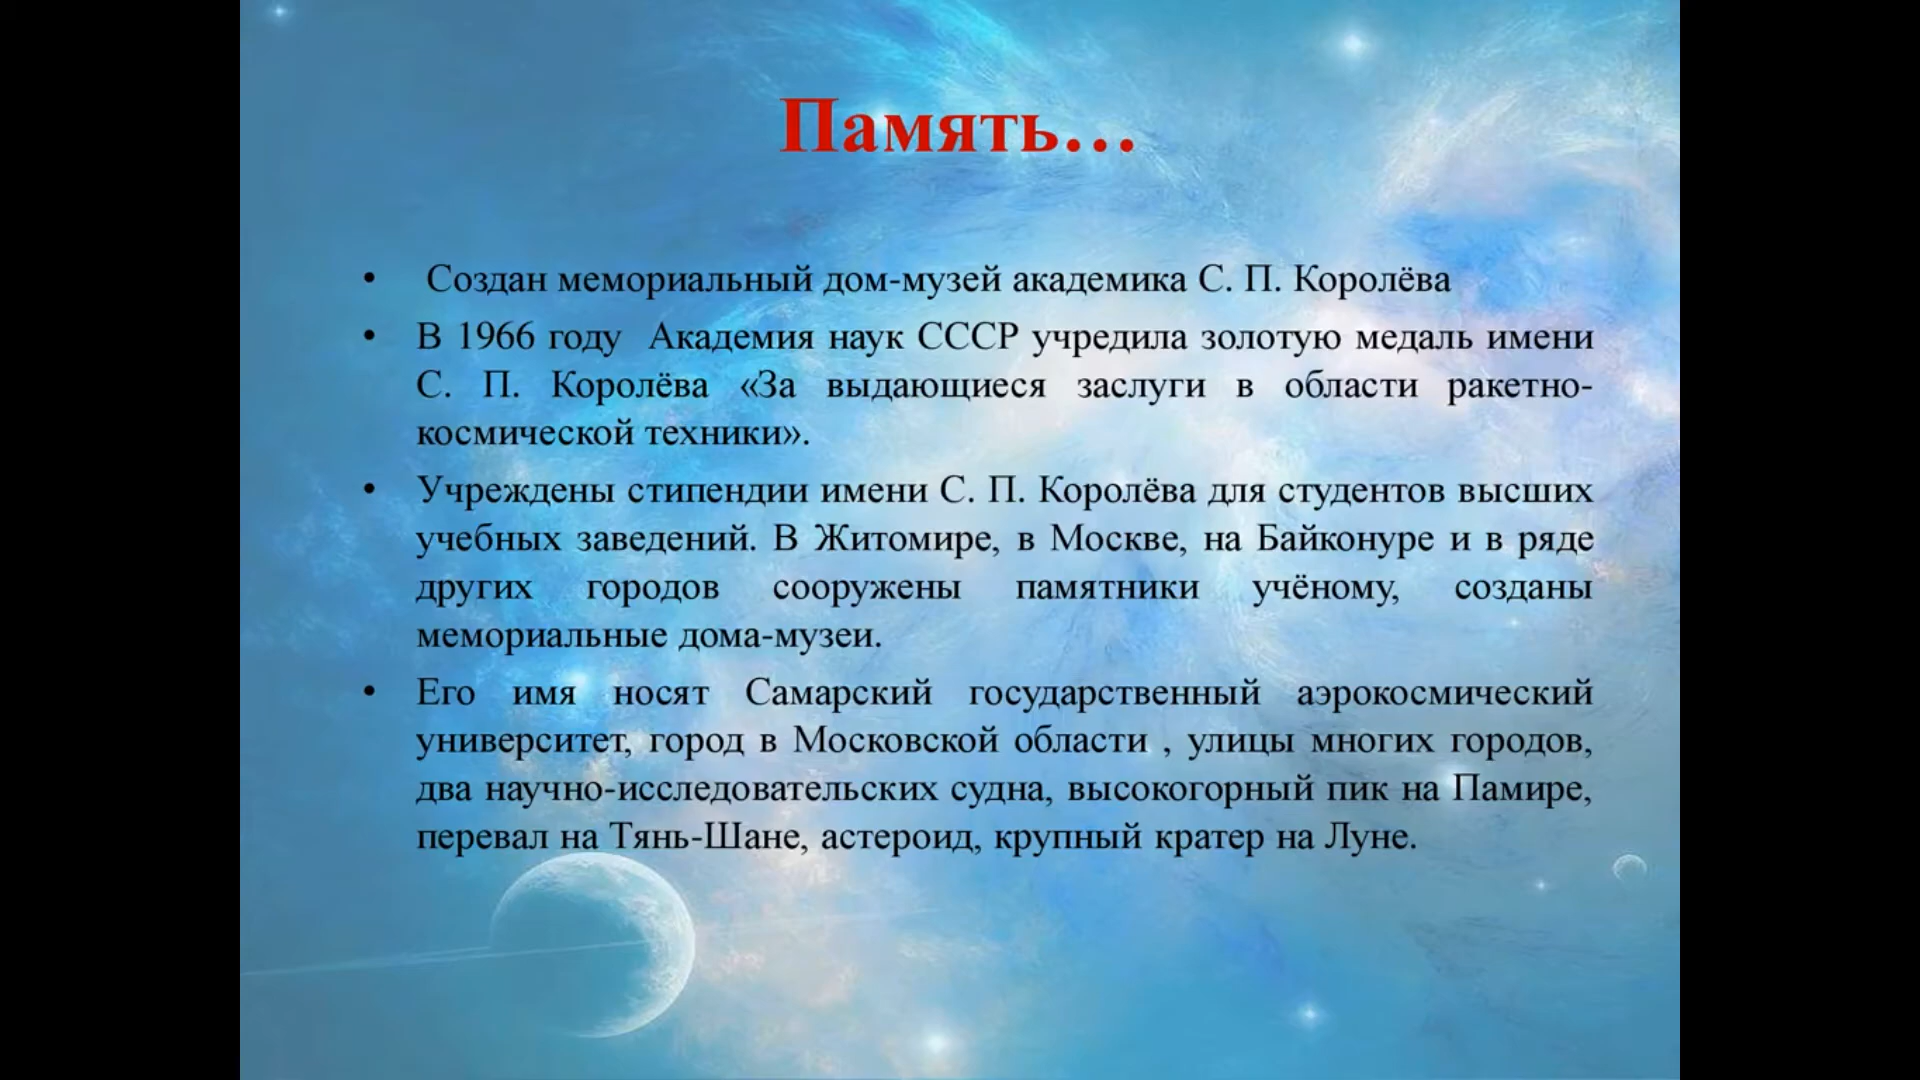 Память…
• Создан мемориальный дом-музей академика С. П. Королёва
• В 1966 году Академия наук СССР учредила золотую медаль имени
С. П. Королёва «За выдающиеся заслуги в области ракетно-
космической техники».
• Учреждены стипендии имени С. П. Королёва для студентов высших
учебных заведений. В Житомире, в Москве, на Байконуре и в ряде
других городов сооружены памятники учёному, созданы
мемориальные дома-музеи.
• Его имя носят Самарский государственный аэрокосмический
университет, город в Московской области , улицы многих городов,
два научно-исследовательских судна, высокогорный пик на Памире,
перевал на Тянь-Шане, астероид, крупный кратер на Луне.